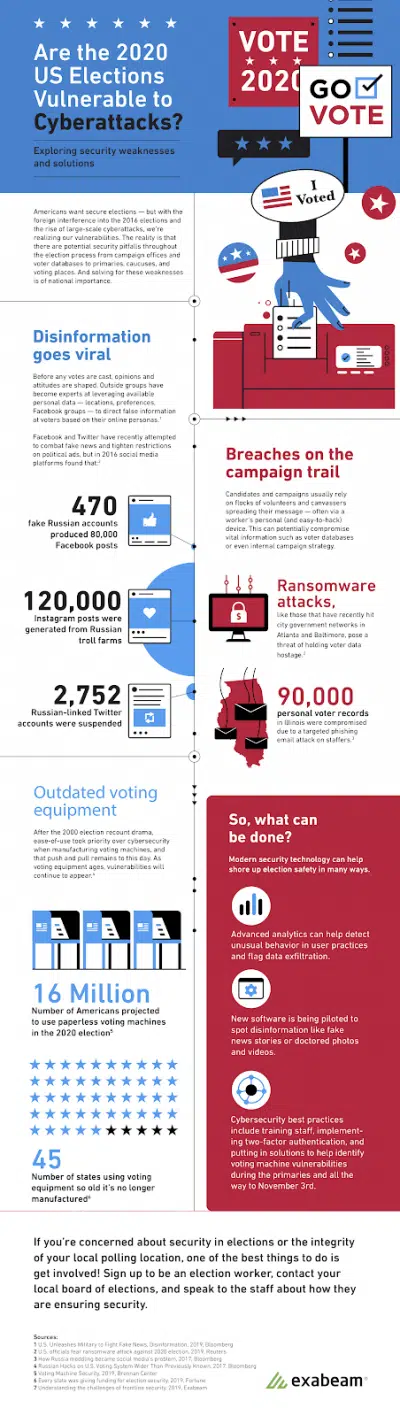 Are the 2020
US Elections
Vulnerable to
Cyberattacks?
Exploring security weaknesses
and solutions
VOTE
2020
GO
VOTE
I
Voted
Americans want secure elections — but with the
foreign interference into the 2016 elections and
the rise of large-scale cyberattacks, we're
realizing our vulnerabilities. The reality is that
there are potential security pitfalls throughout
the election process from campaign offices and
voter databases to primaries, caucuses, and
voting places. And solving for these weaknesses
is of national importance.
Disinformation
goes viral
Before any votes are cast, opinions and
attitudes are shaped. Outside groups have
become experts at leveraging available
personal data — locations, preferences,
Facebook groups — to direct false information
at voters based on their online personas.¹
Facebook and Twitter have recently attempted
to combat fake news and tighten restrictions
on political ads, but in 2016 social media
platforms found that:²
470
fake Russian accounts
produced 80,000
Facebook posts
120,000
Instagram posts were
generated from Russian
troll farms
2,752
Russian-linked Twitter
accounts were suspended
Breaches on the
campaign trail
Candidates and campaigns usually rely
on flocks of volunteers and canvassers
spreading their message — often via a
worker's personal (and easy-to-hack)
device. This can potentially compromise
vital information such as voter databases
or even internal campaign strategy.
$
Ransomware
attacks,
like those that have recently hit
city government networks in
Atlanta and Baltimore, pose a
threat of holding voter data
hostage.²
90,000
personal voter records
in Illinois were compromised
due to a targeted phishing
email attack on staffers.³
Outdated voting
equipment
After the 2000 election recount drama,
ease-of-use took priority over cybersecurity
when manufacturing voting machines, and
that push and pull remains to this day. As
voting equipment ages, vulnerabilities will
continue to appear.⁴
16 Million
Number of Americans projected
to use paperless voting machines
in the 2020 election⁵
45
Number of states using voting
equipment so old it's no longer
manufactured⁶
So, what can
be done?
Modern security technology can help
shore up election safety in many ways.
Advanced analytics can help detect
unusual behavior in user practices
and flag data exfiltration.
New software is being piloted to
spot disinformation like fake
news stories or doctored photos
and videos.
Cybersecurity best practices
include training staff, implement-
ing two-factor authentication, and
putting in solutions to help identify
voting machine vulnerabilities
during the primaries and all the
way to November 3rd.
If you're concerned about security in elections or the integrity
of your local polling location, one of the best things to do is
get involved! Sign up to be an election worker, contact your
local board of elections, and speak to the staff about how they
are ensuring security.
Sources:
1 U.S. Unleashes Military to Fight Fake News, Disinformation, 2019, Bloomberg
2 U.S. officials fear ransomware attack against 2020 election, 2019, Reuters
3 How Russia meddling became social media's problem, 2017, Bloomberg
4 Russian Hacks on U.S. Voting System Wider Than Previously Known, 2017, Bloomberg
5 Voting Machine Security, 2019, Brennan Center
6 Every state was giving funding for election security, 2019, Fortune
7 Understanding the challenges of frontline security, 2019, Exabeam
exabeam